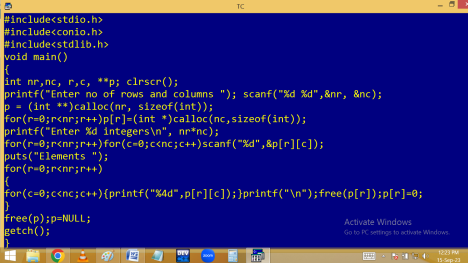 TC
#include<stdio.h>
#include<conio.h>
#include<stdlib.h>
void main()
{
int nr,nc, r,c, **p; clrscr();
printf("Enter no of rows and columns "); scanf("%d %d",&nr, &nc);
p = (int **)calloc(nr, sizeof(int));
for(r=0;r<nr;r++)p[r]=(int *)calloc(nc,sizeof(int));
printf("Enter %d integers\n", nr*nc);
for(r=0;r<nr;r++)for(c=0;c<nc;c++)scanf("%d",&p[r][c]);
puts("Elements ");
for(r=0;r<nr;r++)
{
for(c=0;c<nc;c++){printf("%4d",p[r][c]);}printf("\n");free(p[r]);p[r]=0;
}
free(p);p=NULL;
getch();
}
Activate Windows
Go to PC settings to activate Windows.
DEV
zoom
12:23 PM
15-Sep-23